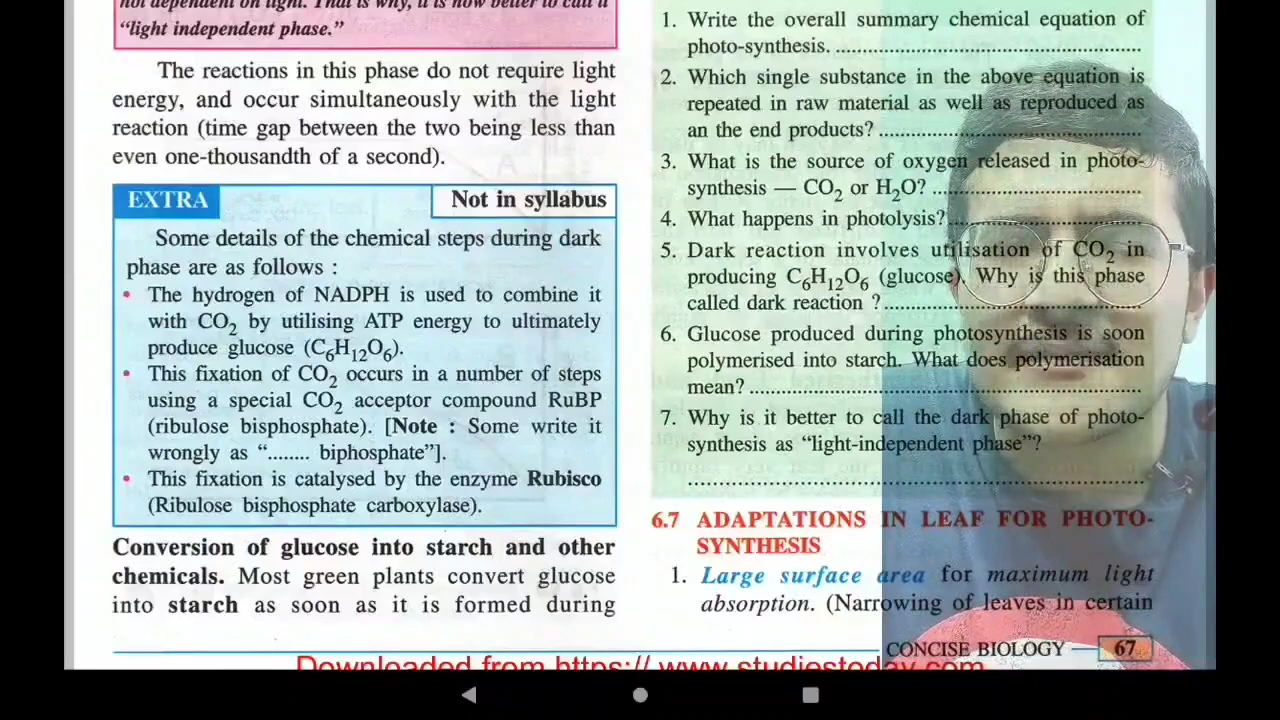 not dependent on light. That is why, it is now better to call it
“light independent phase.”
The reactions in this phase do not require light
energy, and occur simultaneously with the light
reaction (time gap between the two being less than
even one-thousandth of a second).
EXTRA
Not in syllabus
Some details of the chemical steps during dark
phase are as follows :
• The hydrogen of NADPH is used to combine it
with CO2 by utilising ATP energy to ultimately
produce glucose (C6H12O6).
• This fixation of CO2 occurs in a number of steps
using a special CO2 acceptor compound RuBP
(ribulose bisphosphate). [Note : Some write it
wrongly as “........ biphosphate”].
• This fixation is catalysed by the enzyme Rubisco
(Ribulose bisphosphate carboxylase).
Conversion of glucose into starch and other
chemicals. Most green plants convert glucose
into starch as soon as it is formed during
1. Write the overall summary chemical equation of
photo-synthesis. ....................................................
2. Which single substance in the above equation is
repeated in raw material as well as reproduced as
an the end products? ............................................
3. What is the source of oxygen released in photo-
synthesis — CO2 or H2O? ...................................
4. What happens in photolysis? .................................
5. Dark reaction involves utilisation of CO2 in
producing C6H12O6 (glucose). Why is this phase
called dark reaction ? ............................................
6. Glucose produced during photosynthesis is soon
polymerised into starch. What does polymerisation
mean? ..................................................................
7. Why is it better to call the dark phase of photo-
synthesis as “light-independent phase”?
..............................................................................
6.7 ADAPTATIONS IN LEAF FOR PHOTO-
SYNTHESIS
1. Large surface area for maximum light
absorption. (Narrowing of leaves in certain
CONCISE BIOLOGY — 67
Downloaded from https:// www.studiestoday.com